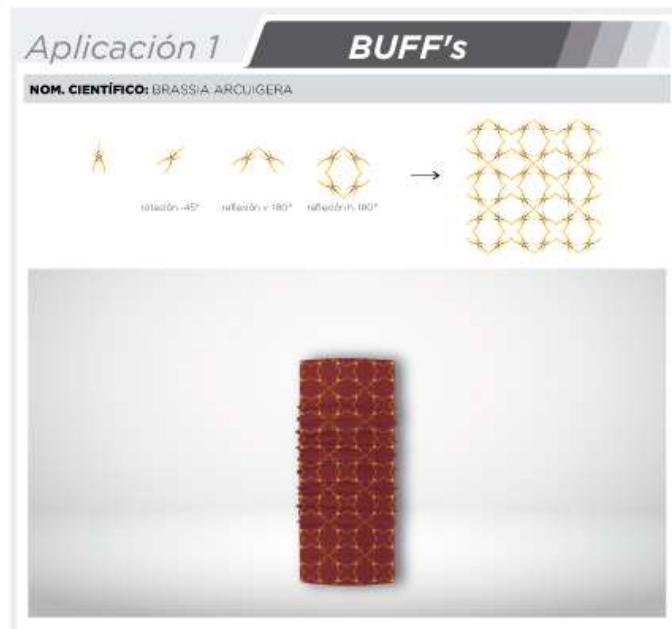 Aplicación 1
BUFF's
NOM. CIENTÍFICO: BRASSIA ARCUIGERA
rotación -45°
reflexión v. 180°
reflexión h. 180°